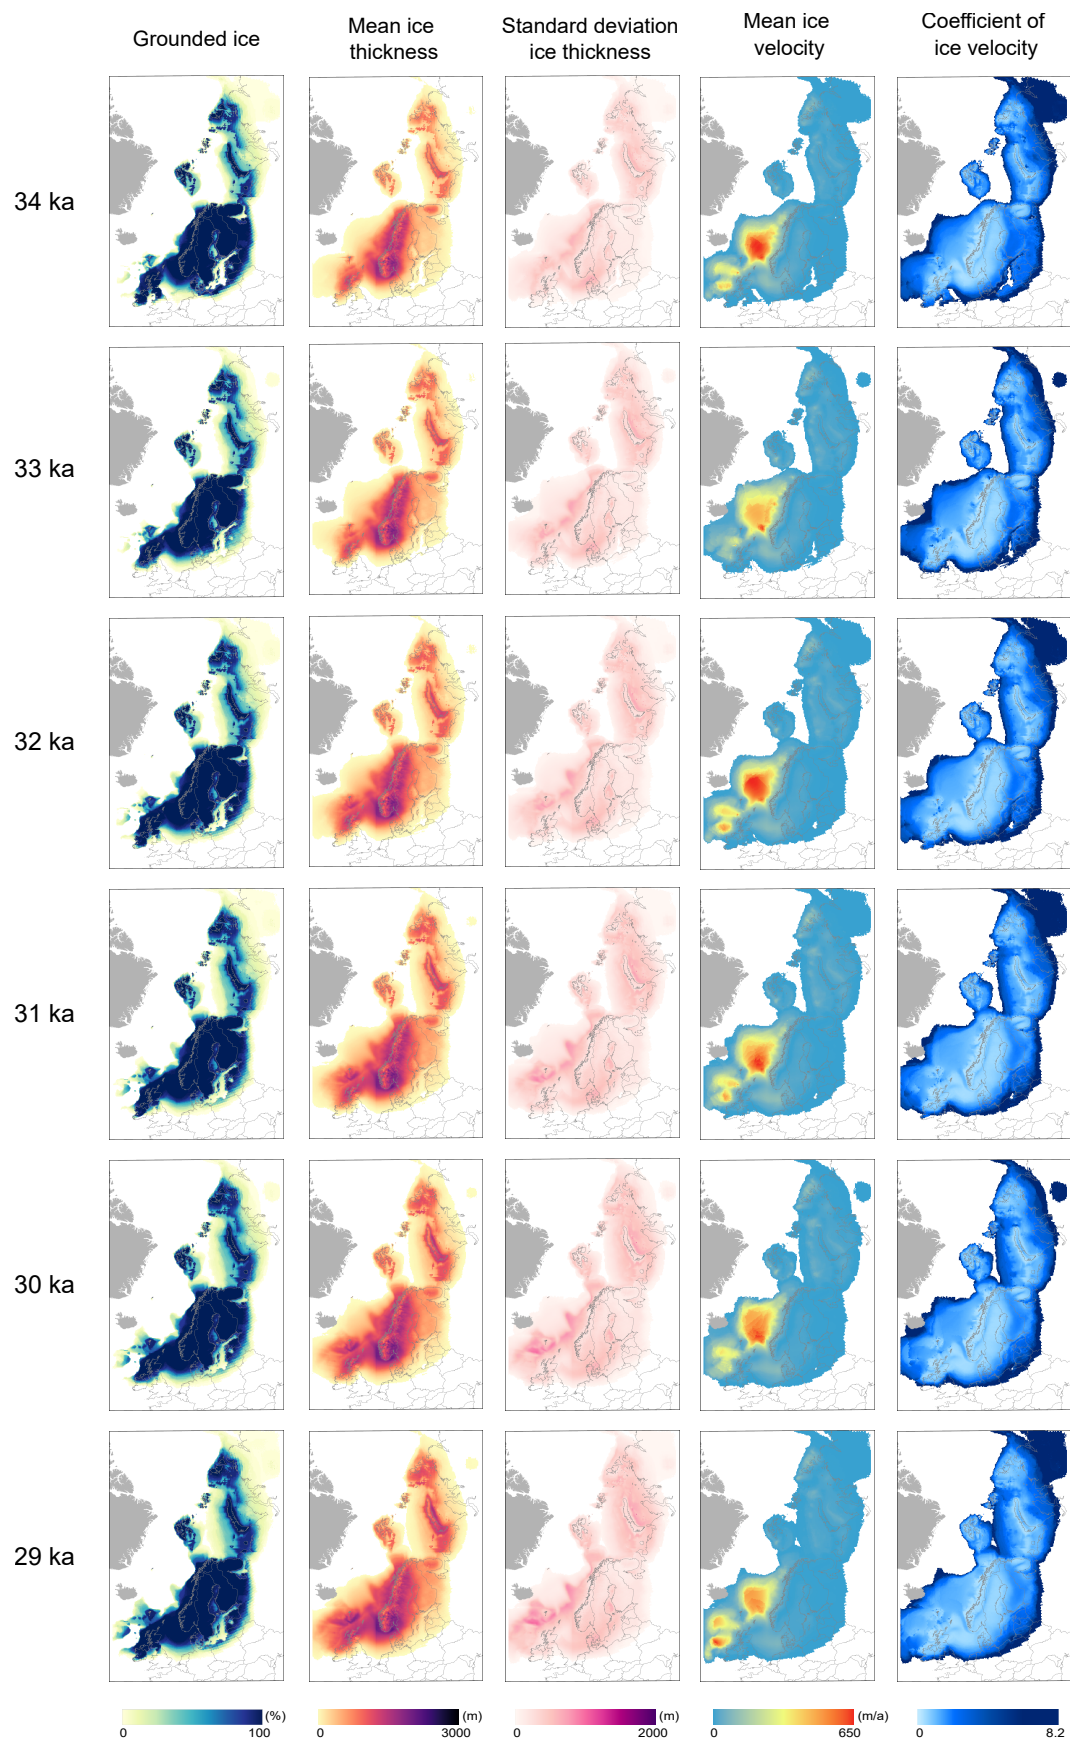 Grounded ice
Mean ice
thickness
Standard deviation
ice thickness
Mean ice
velocity
Coefficient of
ice velocity
34 ka
33 ka
32 ka
31 ka
30 ka
29 ka
(%)
0 100
(m)
0 3000
(m)
0 2000
(m/a)
0 650
0 8.2